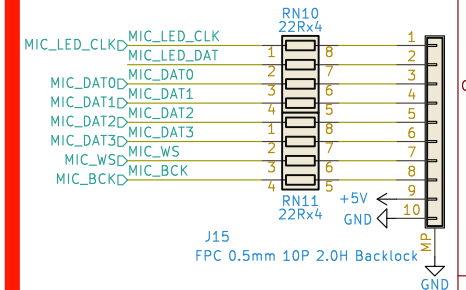 RN10
22Rx4
MIC_LED_CLK MIC_LED_CLK 1 8 1
MIC_LED_DAT 2 7 2
MIC_DAT0 MIC_DAT0 3 6 3
MIC_DAT1 MIC_DAT1 4 5 4
MIC_DAT2 MIC_DAT2 1 8 5
MIC_DAT3 MIC_DAT3 2 7 6
MIC_WS MIC_WS 3 6 7
MIC_BCK MIC_BCK 4 5 8
RN11
22Rx4
+5V 9
GND 10
J15
FPC 0.5mm 10P 2.0H Backlock
MP
GND